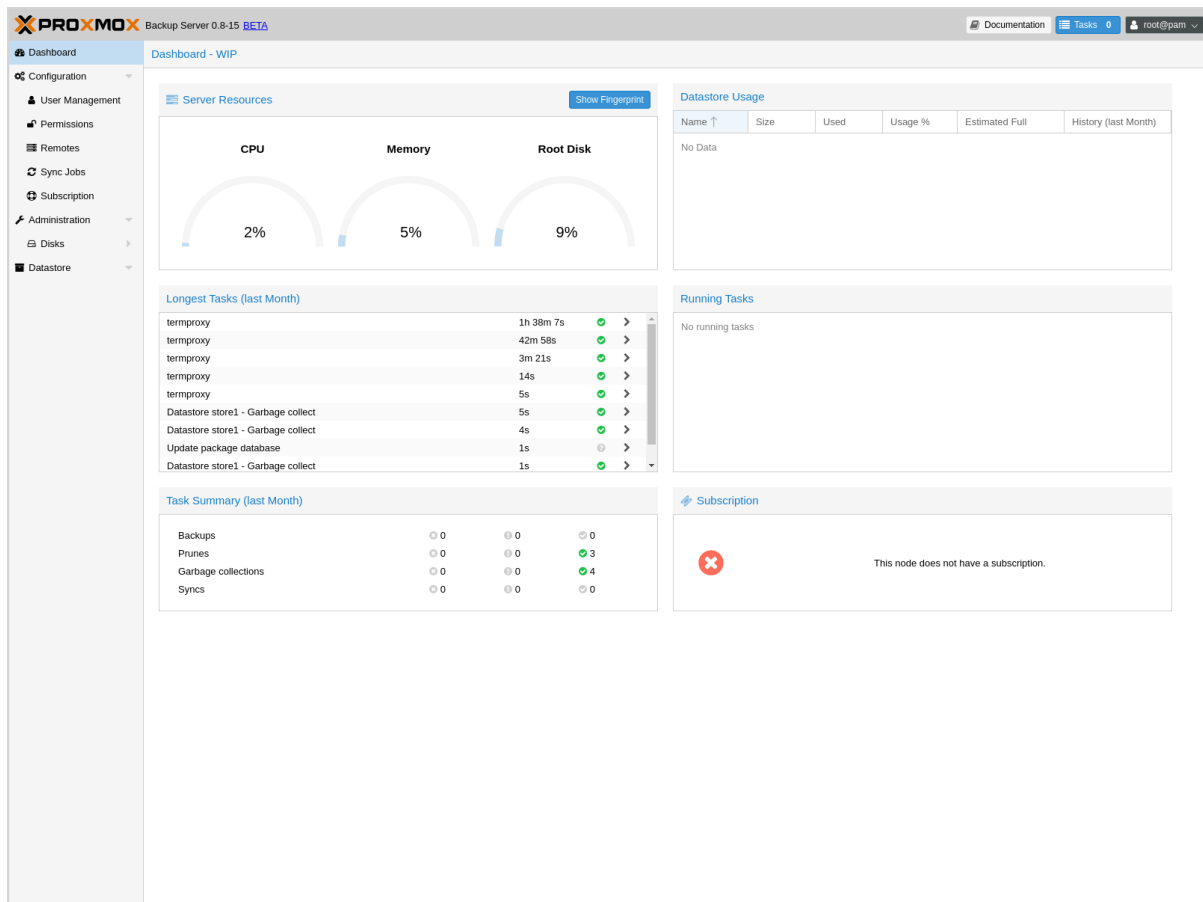 PROXMOX Backup Server 0.8-15 BETA
Documentation Tasks 0 root@pam
Dashboard
Configuration
User Management
Permissions
Remotes
Sync Jobs
Subscription
Administration
Disks
Datastore
Dashboard - WIP
Server Resources Show Fingerprint
CPU Memory Root Disk
2% 5% 9%
Datastore Usage
Name Size Used Usage % Estimated Full History (last Month)
No Data
Longest Tasks (last Month)
termproxy 1h 38m 7s
termproxy 42m 58s
termproxy 3m 21s
termproxy 14s
termproxy 5s
Datastore store1 - Garbage collect 5s
Datastore store1 - Garbage collect 4s
Update package database 1s
Datastore store1 - Garbage collect 1s
Running Tasks
No running tasks
Task Summary (last Month)
Backups 0 0 0
Prunes 0 0 3
Garbage collections 0 0 4
Syncs 0 0 0
Subscription
This node does not have a subscription.